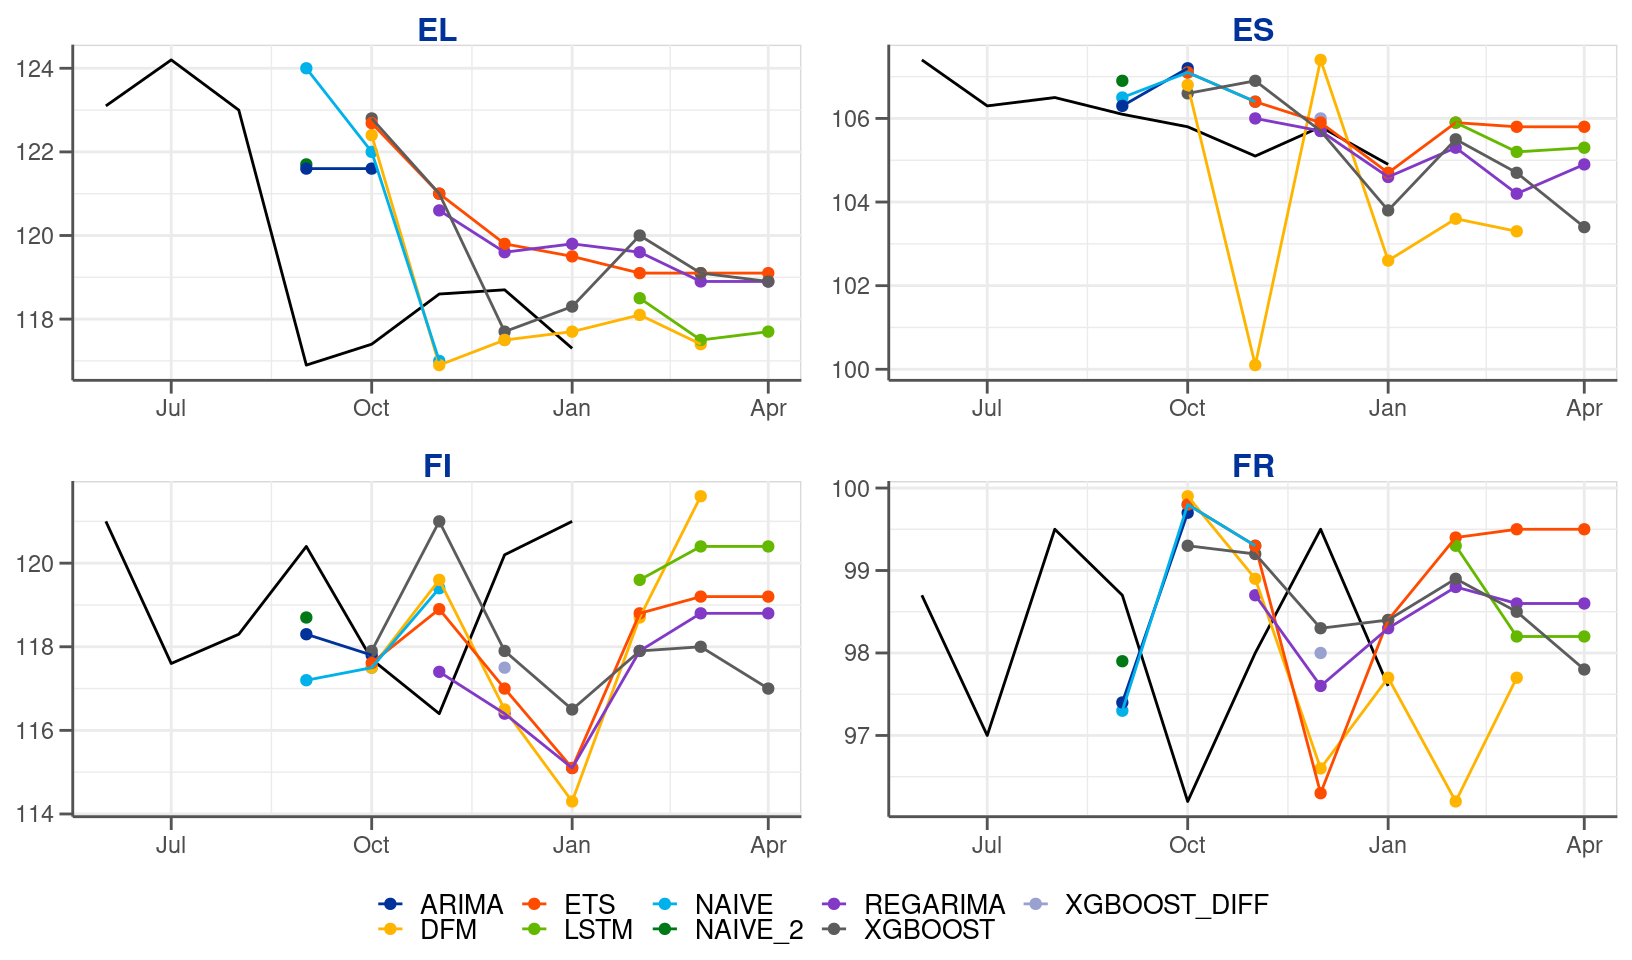 EL
ES
124
122
120
118
Jul
Oct
Jan
Apr
106
104
102
100
Jul
Oct
Jan
Apr
FI
FR
120
118
116
114
Jul
Oct
Jan
Apr
100
99
98
97
Jul
Oct
Jan
Apr
ARIMA ETS NAIVE REGARIMA XGBOOST_DIFF
DFM LSTM NAIVE_2 XGBOOST